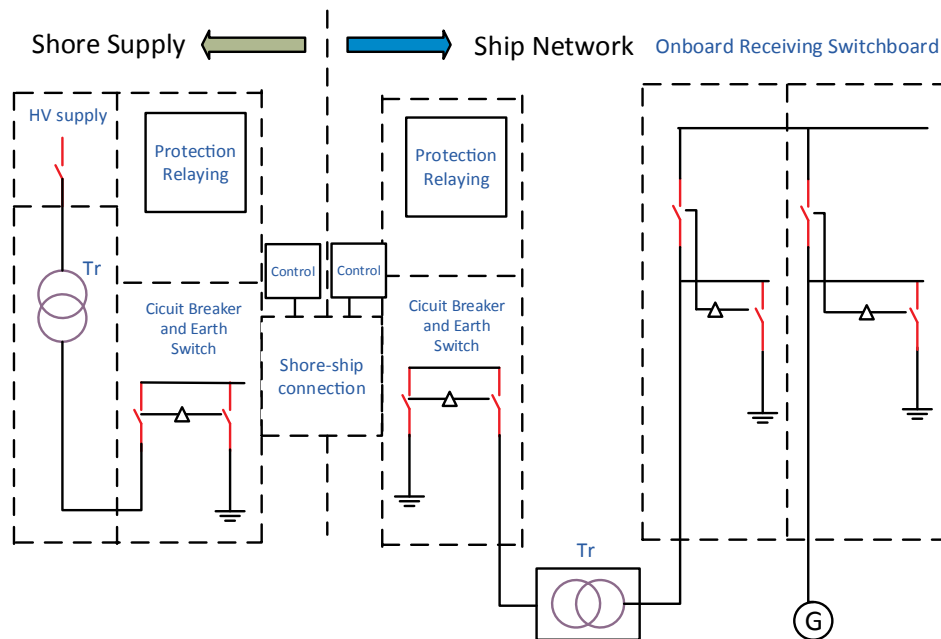 Shore Supply
Ship Network
Onboard Receiving Switchboard
HV supply
Protection
Relaying
Protection
Relaying
Tr
Control
Control
Cicuit Breaker
and Earth
Switch
Cicuit Breaker
and Earth
Switch
Shore-ship
connection
Tr
G